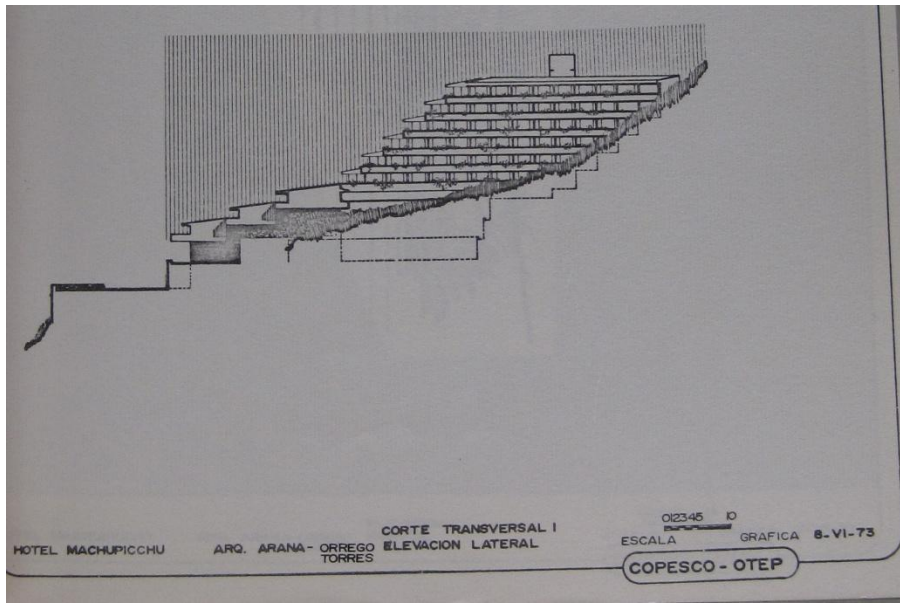 HOTEL MACHUPICCHU
ARQ. ARANA- ORREGO
TORRES
CORTE TRANSVERSAL I
ELEVACION LATERAL
012345 10
ESCALA GRAFICA 8-VI-73
COPESCO - OTEP